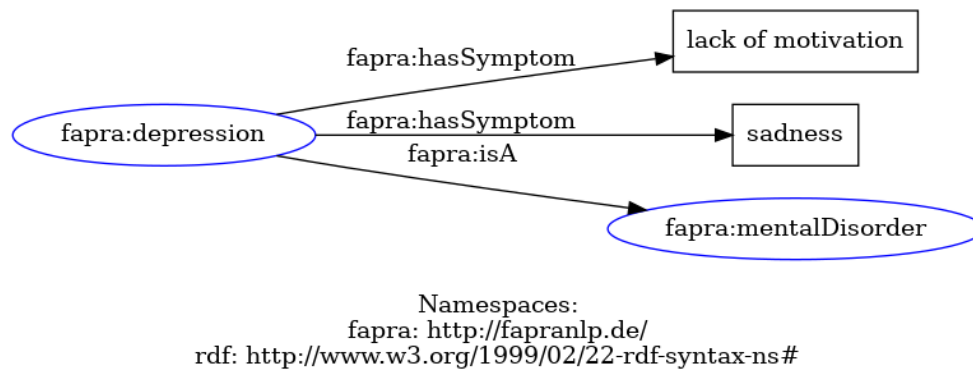 lack of motivation
fapra:hasSymptom
fapra:hasSymptom
fapra:depression
sadness
fapra:isA
fapra:mentalDisorder
Namespaces:
fapra: http://fapranlp.de/
rdf: http://www.w3.org/1999/02/22-rdf-syntax-ns#